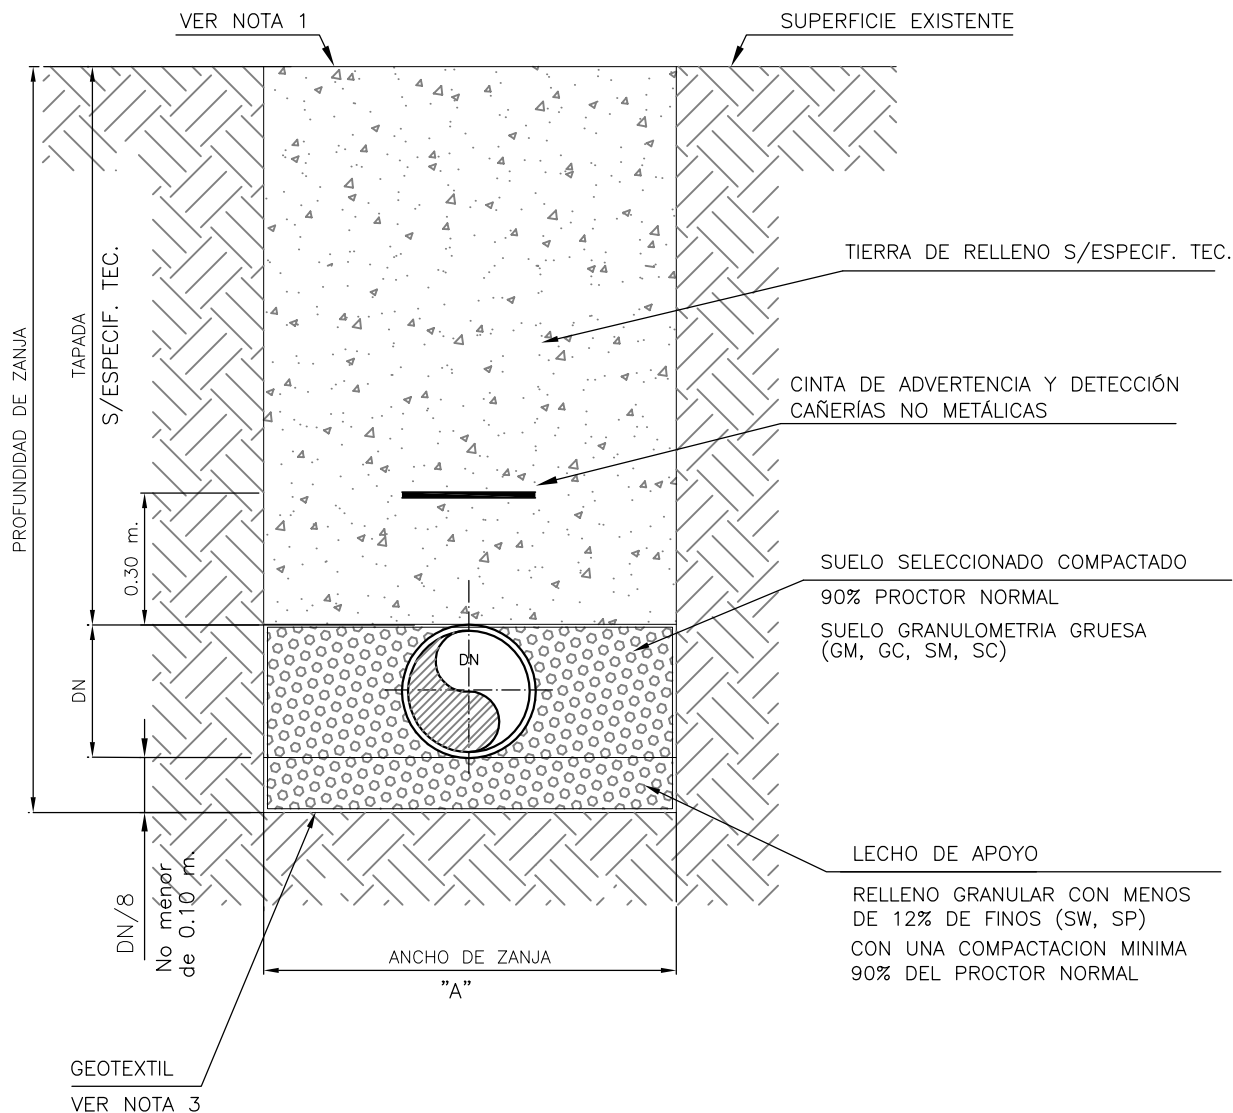 VER NOTA 1
SUPERFICIE EXISTENTE
TIERRA DE RELLENO S/ESPECIF. TEC.
PROFUNDIDAD DE ZANJA
TAPADA
S/ESPECIF. TEC.
CINTA DE ADVERTENCIA Y DETECCIÓN
CAÑERÍAS NO METÁLICAS
0.30 m.
SUELO SELECCIONADO COMPACTADO
90% PROCTOR NORMAL
SUELO GRANULOMETRIA GRUESA
(GM, GC, SM, SC)
DN
DN
LECHO DE APOYO
RELLENO GRANULAR CON MENOS
DE 12% DE FINOS (SW, SP)
CON UNA COMPACTACION MINIMA
90% DEL PROCTOR NORMAL
DN/8
No menor
de 0.10 m.
ANCHO DE ZANJA
"A"
GEOTEXTIL
VER NOTA 3